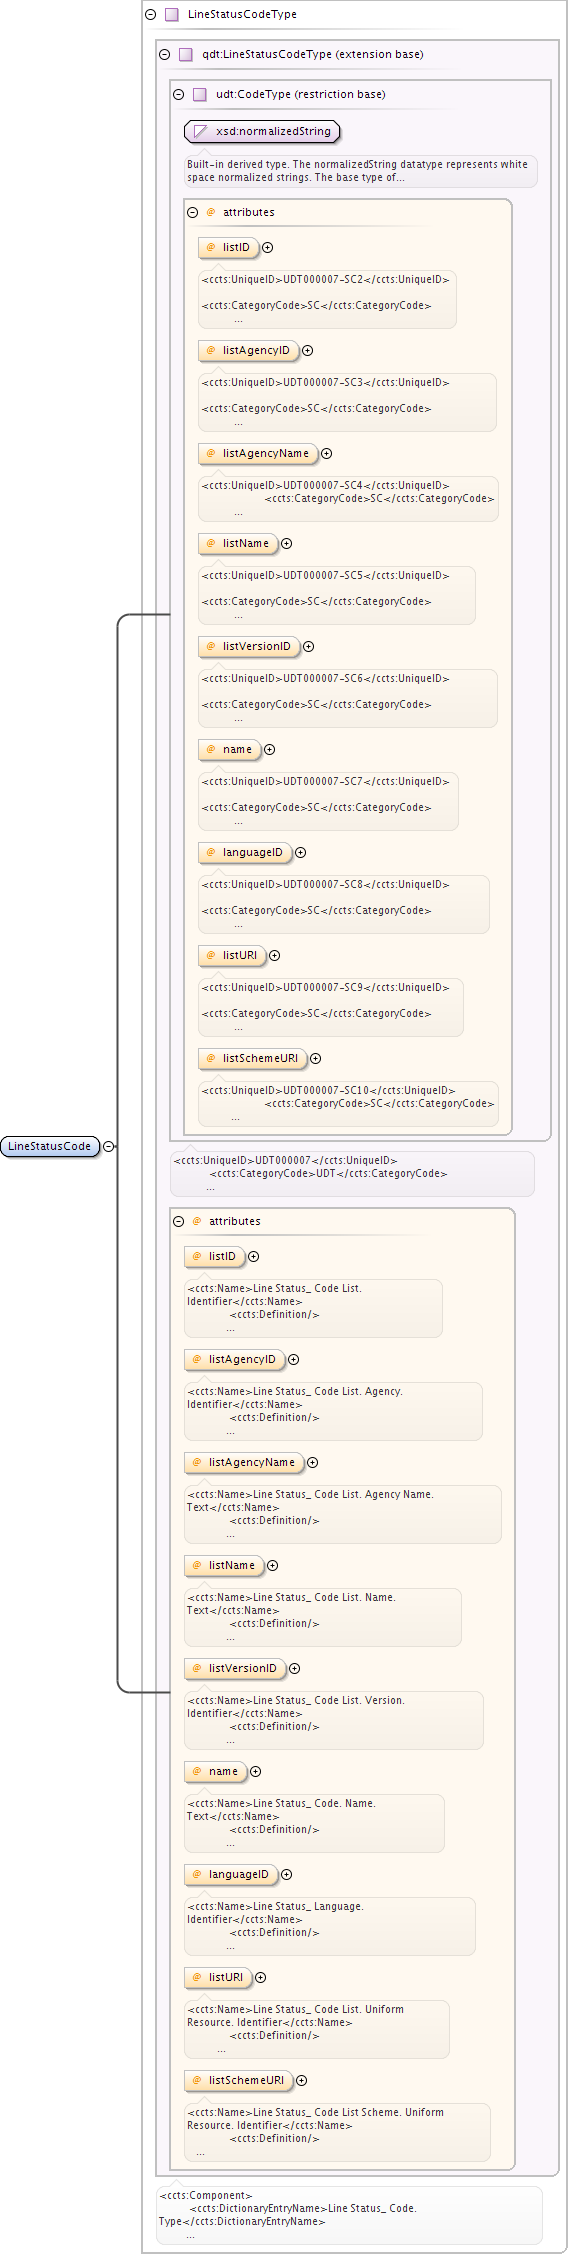 LineStatusCodeType
qdt:LineStatusCodeType (extension base)
udt:CodeType (restriction base)
xsd:normalizedString
Built-in derived type. The normalizedString datatype represents white
space normalized strings. The base type of...
@ attributes
@ listID
<ccts:UniqueID>UDT000007-SC2</ccts:UniqueID>
<ccts:CategoryCode>SC</ccts:CategoryCode>
...
@ listAgencyID
<ccts:UniqueID>UDT000007-SC3</ccts:UniqueID>
<ccts:CategoryCode>SC</ccts:CategoryCode>
...
@ listAgencyName
<ccts:UniqueID>UDT000007-SC4</ccts:UniqueID>
<ccts:CategoryCode>SC</ccts:CategoryCode>
...
@ listName
<ccts:UniqueID>UDT000007-SC5</ccts:UniqueID>
<ccts:CategoryCode>SC</ccts:CategoryCode>
...
@ listVersionID
<ccts:UniqueID>UDT000007-SC6</ccts:UniqueID>
<ccts:CategoryCode>SC</ccts:CategoryCode>
...
@ name
<ccts:UniqueID>UDT000007-SC7</ccts:UniqueID>
<ccts:CategoryCode>SC</ccts:CategoryCode>
...
@ languageID
<ccts:UniqueID>UDT000007-SC8</ccts:UniqueID>
<ccts:CategoryCode>SC</ccts:CategoryCode>
...
@ listURI
<ccts:UniqueID>UDT000007-SC9</ccts:UniqueID>
<ccts:CategoryCode>SC</ccts:CategoryCode>
...
@ listSchemeURI
<ccts:UniqueID>UDT000007-SC10</ccts:UniqueID>
<ccts:CategoryCode>SC</ccts:CategoryCode>
...
LineStatusCode
<ccts:UniqueID>UDT000007</ccts:UniqueID>
<ccts:CategoryCode>UDT</ccts:CategoryCode>
...
@ attributes
@ listID
<ccts:Name>Line Status_ Code List.
Identifier</ccts:Name>
<ccts:Definition/>
...
@ listAgencyID
<ccts:Name>Line Status_ Code List. Agency.
Identifier</ccts:Name>
<ccts:Definition/>
...
@ listAgencyName
<ccts:Name>Line Status_ Code List. Agency Name.
Text</ccts:Name>
<ccts:Definition/>
...
@ listName
<ccts:Name>Line Status_ Code List. Name.
Text</ccts:Name>
<ccts:Definition/>
...
@ listVersionID
<ccts:Name>Line Status_ Code List. Version.
Identifier</ccts:Name>
<ccts:Definition/>
...
@ name
<ccts:Name>Line Status_ Code. Name.
Text</ccts:Name>
<ccts:Definition/>
...
@ languageID
<ccts:Name>Line Status_ Language.
Identifier</ccts:Name>
<ccts:Definition/>
...
@ listURI
<ccts:Name>Line Status_ Code List. Uniform
Resource. Identifier</ccts:Name>
<ccts:Definition/>
...
@ listSchemeURI
<ccts:Name>Line Status_ Code List Scheme. Uniform
Resource. Identifier</ccts:Name>
<ccts:Definition/>
...
<ccts:Component>
<ccts:DictionaryEntryName>Line Status_ Code.
Type</ccts:DictionaryEntryName>
...